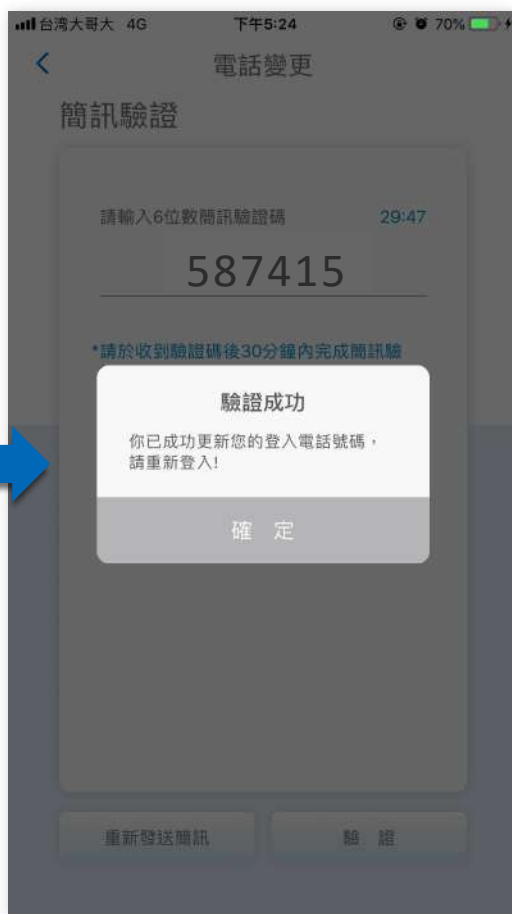 台湾大哥大 4G 下午5:24 70%
電話變更
簡訊驗證
請輸入6位數簡訊驗證碼 29:47
587415
*請於收到驗證碼後30分鐘內完成簡訊驗
驗證成功
你已成功更新您的登入電話號碼，
請重新登入!
確 定
重新發送簡訊 驗 證